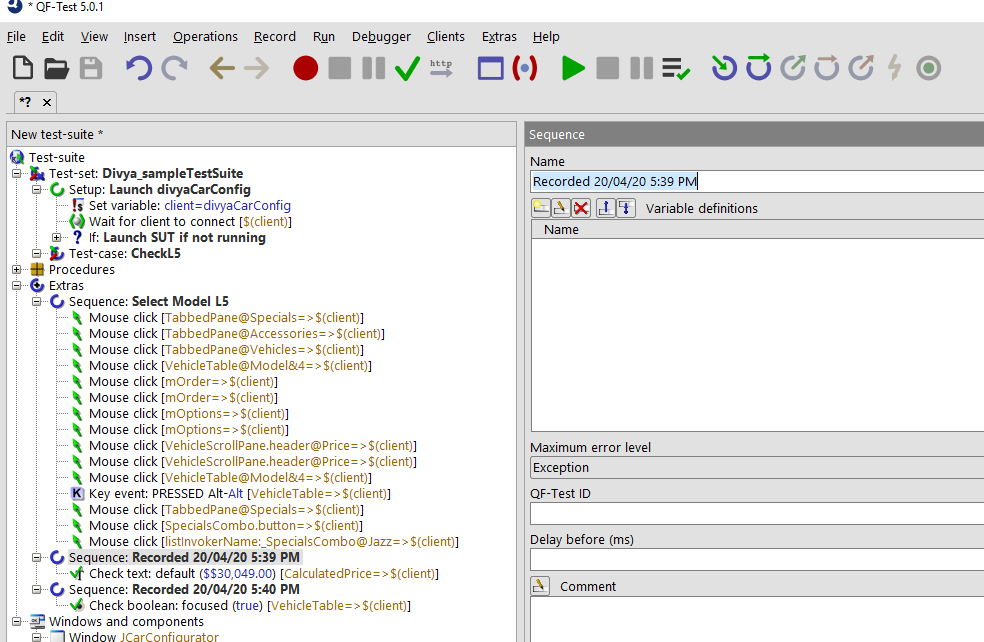 * QF-Test 5.0.1
File Edit View Insert Operations Record Run Debugger Clients Extras Help
http
*?
New test-suite *
Test-suite
Test-set: Divya_sampleTestSuite
Setup: Launch divyaCarConfig
Set variable: client=divyaCarConfig
Wait for client to connect [$(client)]
If: Launch SUT if not running
Test-case: CheckL5
Procedures
Extras
Sequence: Select Model L5
Mouse click [TabbedPane@Specials=>$(client)]
Mouse click [TabbedPane@Accessories=>$(client)]
Mouse click [TabbedPane@Vehicles=>$(client)]
Mouse click [VehicleTable@Model&4=>$(client)]
Mouse click [mOrder=>$(client)]
Mouse click [mOrder=>$(client)]
Mouse click [mOptions=>$(client)]
Mouse click [mOptions=>$(client)]
Mouse click [VehicleScrollPane.header@Price=>$(client)]
Mouse click [VehicleScrollPane.header@Price=>$(client)]
Mouse click [VehicleTable@Model&4=>$(client)]
K Key event: PRESSED Alt-Alt [VehicleTable=>$(client)]
Mouse click [TabbedPane@Specials=>$(client)]
Mouse click [SpecialsCombo.button=>$(client)]
Mouse click [listInvokerName:_SpecialsCombo@Jazz=>$(client)]
Sequence: Recorded 20/04/20 5:39 PM
Check text: default ($$30,049.00) [CalculatedPrice=>$(client)]
Sequence: Recorded 20/04/20 5:40 PM
Check boolean: focused (true) [VehicleTable=>$(client)]
Windows and components
Window JCarConfigurator
Sequence
Name
Recorded 20/04/20 5:39 PM
Variable definitions
Name
Maximum error level
Exception
QF-Test ID
Delay before (ms)
Comment